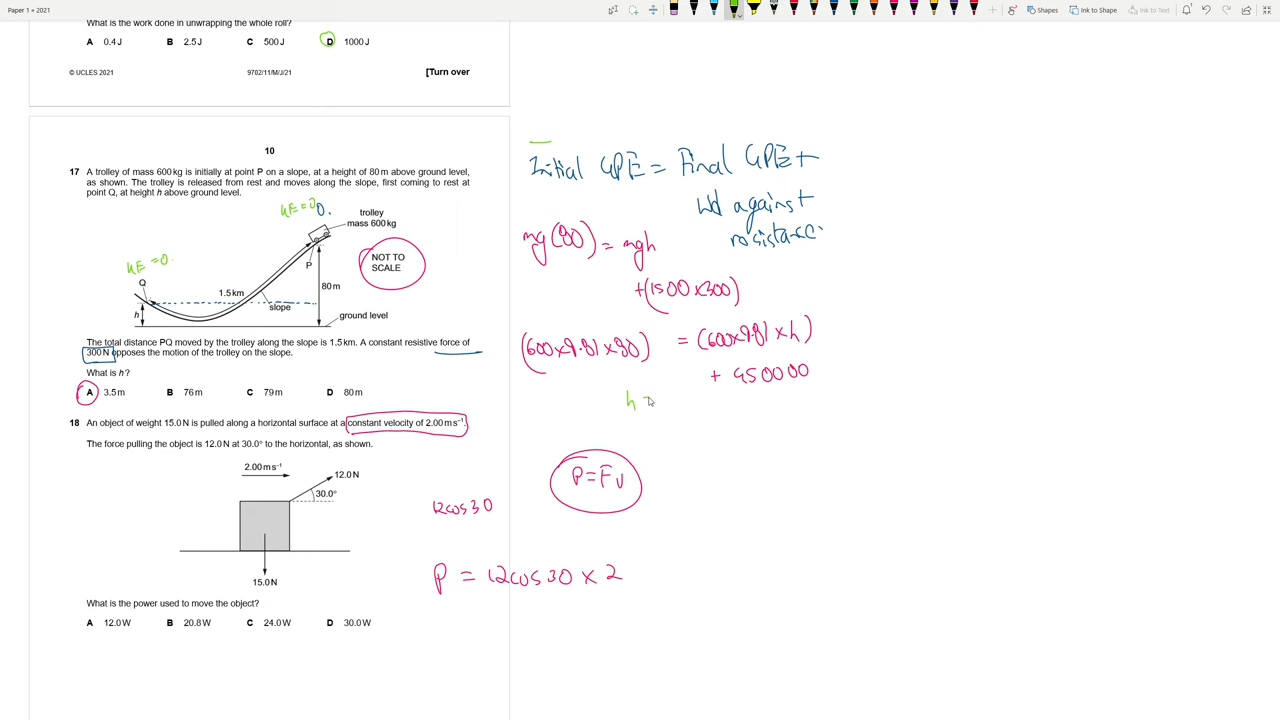 Paper 1 » 2021
Shapes
Ink to Shape
Ink to Text
What is the work done in unwrapping the whole roll?
A 0.4 J B 2.5 J C 500 J D 1000 J
© UCLES 2021 9702/11/M/J/21 [Turn over
10
17 A trolley of mass 600 kg is initially at point P on a slope, at a height of 80 m above ground level,
as shown. The trolley is released from rest and moves along the slope, first coming to rest at
point Q, at height h above ground level.
KE = 0
0.
trolley
mass 600 kg
KE = 0.
NOT TO
SCALE
P
Q
1.5 km
80 m
slope
h
ground level
The total distance PQ moved by the trolley along the slope is 1.5 km. A constant resistive force of
300 N opposes the motion of the trolley on the slope.
What is h?
A 3.5 m B 76 m C 79 m D 80 m
18 An object of weight 15.0 N is pulled along a horizontal surface at a constant velocity of 2.00 m s⁻¹.
The force pulling the object is 12.0 N at 30.0° to the horizontal, as shown.
2.00 m s⁻¹
12.0 N
30.0°
15.0 N
What is the power used to move the object?
A 12.0 W B 20.8 W C 24.0 W D 30.0 W
Initial GPE = Final GPE +
Wd against
resistance
mg(80) = mgh
+(1500 x 300)
(600 x 9.81 x 80) = (600 x 9.81 x h)
+ 450000
h =
P = Fv
12cos30
P = 12cos30 x 2